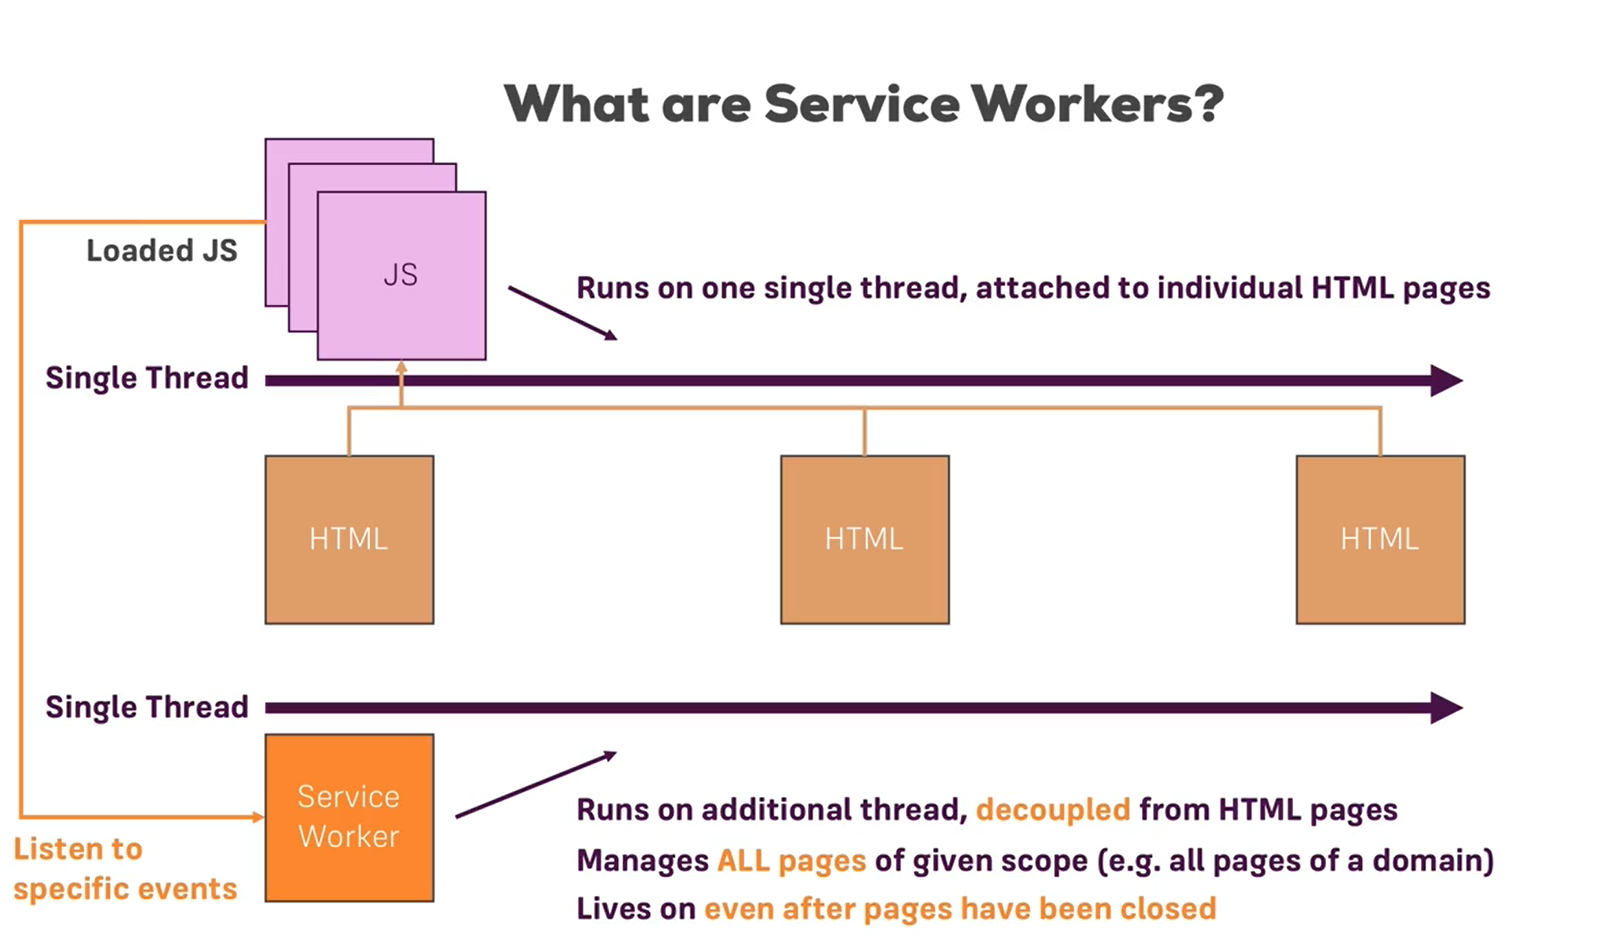 What are Service Workers?
Loaded JS
JS
Runs on one single thread, attached to individual HTML pages
Single Thread
HTML
HTML
HTML
Single Thread
Service
Worker
Listen to
specific events
Runs on additional thread, decoupled from HTML pages
Manages ALL pages of given scope (e.g. all pages of a domain)
Lives on even after pages have been closed